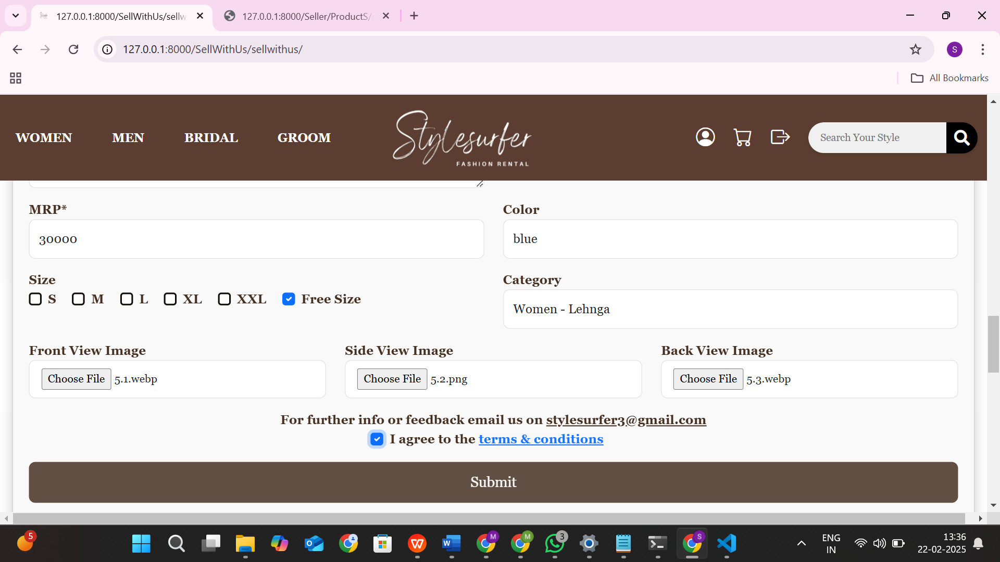 127.0.0.1:8000/SellWithUs/sellw
127.0.0.1:8000/Seller/ProductS/
127.0.0.1:8000/SellWithUs/sellwithus/
S
All Bookmarks
WOMEN MEN BRIDAL GROOM
Stylesurfer
FASHION RENTAL
Search Your Style
MRP*
Color
30000
blue
Size
Category
S M L XL XXL Free Size
Women - Lehnga
Front View Image
Side View Image
Back View Image
Choose File 5.1.webp
Choose File 5.2.png
Choose File 5.3.webp
For further info or feedback email us on stylesurfer3@gmail.com
I agree to the terms & conditions
Submit
5
M
M
3
S
ENG
IN
13:36
22-02-2025